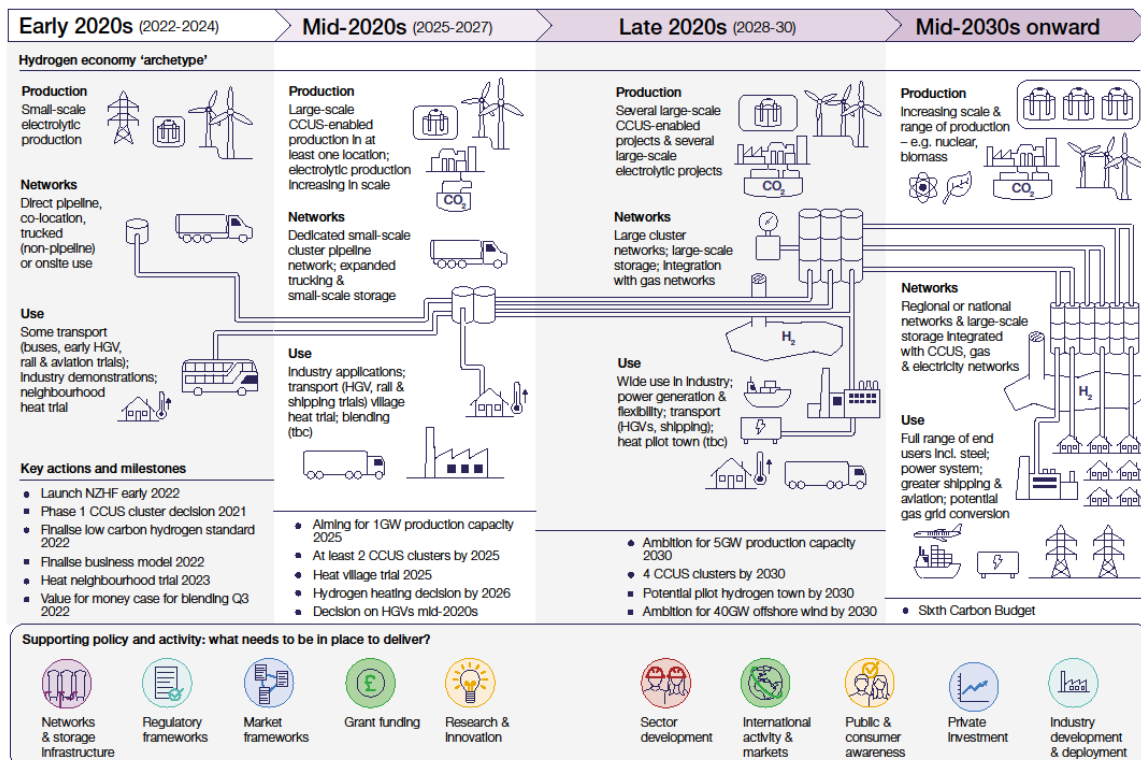 Early 2020s (2022-2024)
Mid-2020s (2025-2027)
Late 2020s (2028-30)
Mid-2030s onward
Hydrogen economy ‘archetype’
Production
Small-scale
electrolytic
production
Networks
Direct pipeline,
co-location,
trucked
(non-pipeline)
or onsite use
Use
Some transport
(buses, early HGV,
rail & aviation trials);
industry demonstrations;
neighbourhood
heat trial
Key actions and milestones
• Launch NZHF early 2022
• Phase 1 CCUS cluster decision 2021
• Finalise low carbon hydrogen standard
2022
• Finalise business model 2022
• Heat neighbourhood trial 2023
• Value for money case for blending Q3
2022
Production
Large-scale
CCUS-enabled
production in at
least one location;
electrolytic production
increasing in scale
CO2
Networks
Dedicated small-scale
cluster pipeline
network; expanded
trucking &
small-scale storage
Use
Industry applications;
transport (HGV, rail &
shipping trials) village
heat trial; blending
(tbc)
• Aiming for 1GW production capacity
2025
• At least 2 CCUS clusters by 2025
• Heat village trial 2025
• Hydrogen heating decision by 2026
• Decision on HGVs mid-2020s
Production
Several large-scale
CCUS-enabled
projects & several
large-scale
electrolytic projects
CO2
Networks
Large cluster
networks; large-scale
storage; integration
with gas networks
H2
Use
Wide use in industry;
power generation &
flexibility; transport
(HGVs, shipping);
heat pilot town (tbc)
• Ambition for 5GW production capacity
2030
• 4 CCUS clusters by 2030
• Potential pilot hydrogen town by 2030
• Ambition for 40GW offshore wind by 2030
Production
Increasing scale &
range of production
– e.g. nuclear,
biomass
CO2
Networks
Regional or national
networks & large-scale
storage integrated
with CCUS, gas
& electricity networks
H2
Use
Full range of end
users incl. steel;
power system;
greater shipping &
aviation; potential
gas grid conversion
• Sixth Carbon Budget
Supporting policy and activity: what needs to be in place to deliver?
Networks
& storage
infrastructure
Regulatory
frameworks
Market
frameworks
£
Grant funding
Research &
Innovation
Sector
development
International
activity &
markets
Public &
consumer
awareness
Private
investment
Industry
development
& deployment